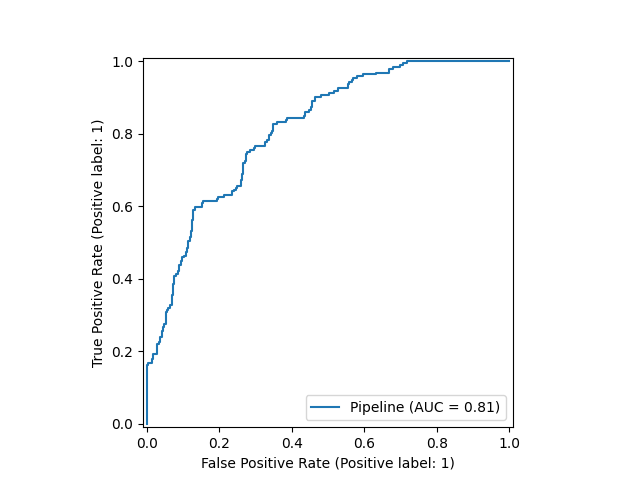 1.0
0.8
0.6
0.4
0.2
0.0
True Positive Rate (Positive label: 1)
Pipeline (AUC = 0.81)
0.0 0.2 0.4 0.6 0.8 1.0
False Positive Rate (Positive label: 1)